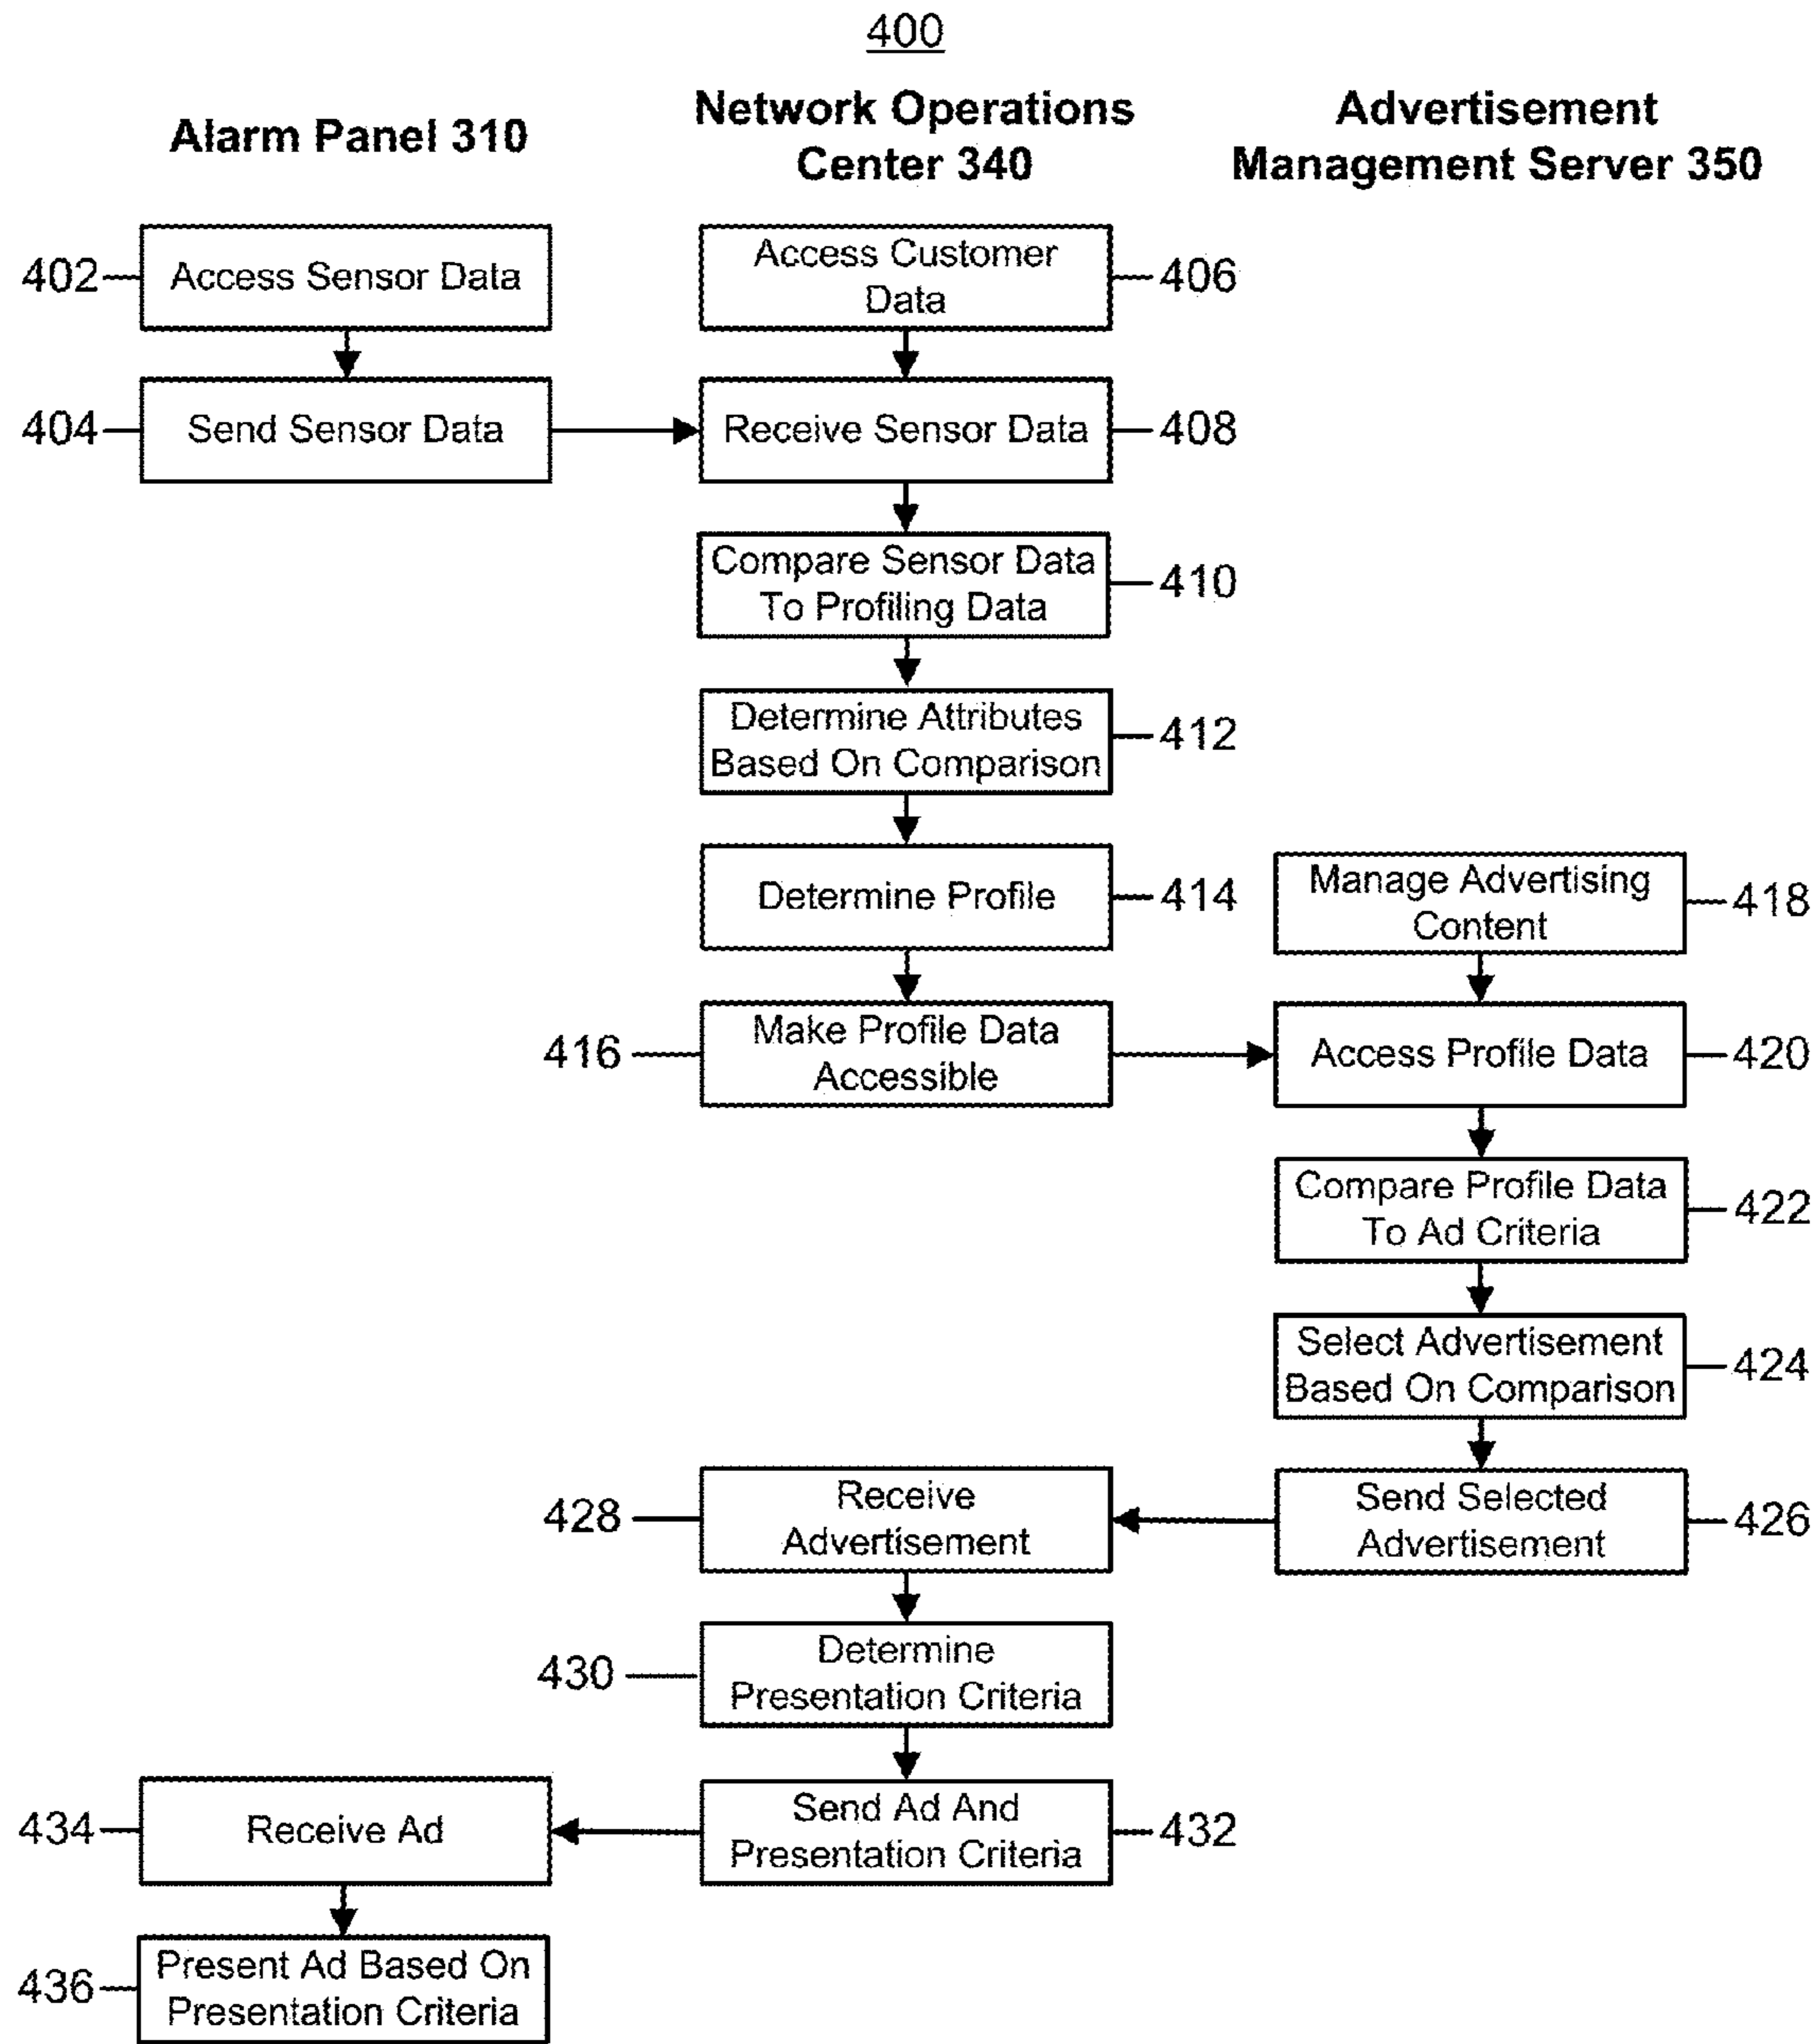 400
Alarm Panel 310
Network Operations
Center 340
Advertisement
Management Server 350
402
Access Sensor Data
Access Customer
Data
406
404
Send Sensor Data
Receive Sensor Data
408
Compare Sensor Data
To Profiling Data
410
Determine Attributes
Based On Comparison
412
Determine Profile
414
Manage Advertising
Content
418
416
Make Profile Data
Accessible
Access Profile Data
420
Compare Profile Data
To Ad Criteria
422
Select Advertisement
Based On Comparison
424
428
Receive
Advertisement
Send Selected
Advertisement
426
430
Determine
Presentation Criteria
434
Receive Ad
Send Ad And
Presentation Criteria
432
436
Present Ad Based On
Presentation Criteria